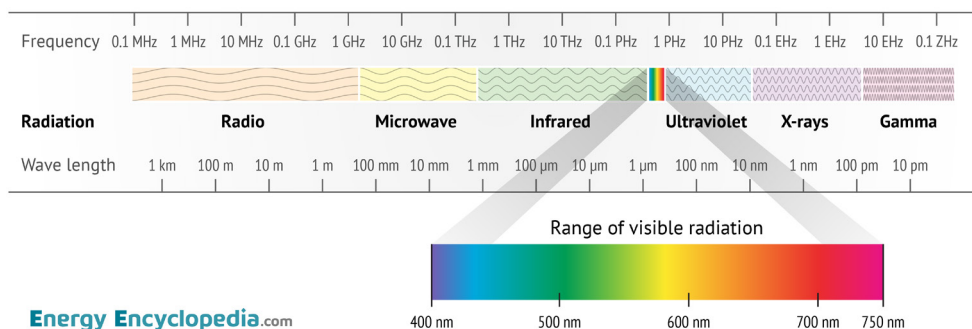 Frequency 0.1 MHz 1 MHz 10 MHz 0.1 GHz 1 GHz 10 GHz 0.1 THz 1 THz 10 THz 0.1 PHz 1 PHz 10 PHz 0.1 EHz 1 EHz 10 EHz 0.1 ZHz
Radiation Radio Microwave Infrared Ultraviolet X-rays Gamma
Wave length 1 km 100 m 10 m 1 m 100 mm 10 mm 1 mm 100 µm 10 µm 1 µm 100 nm 10 nm 1 nm 100 pm 10 pm
Range of visible radiation
400 nm 500 nm 600 nm 700 nm 750 nm
Energy Encyclopedia.com